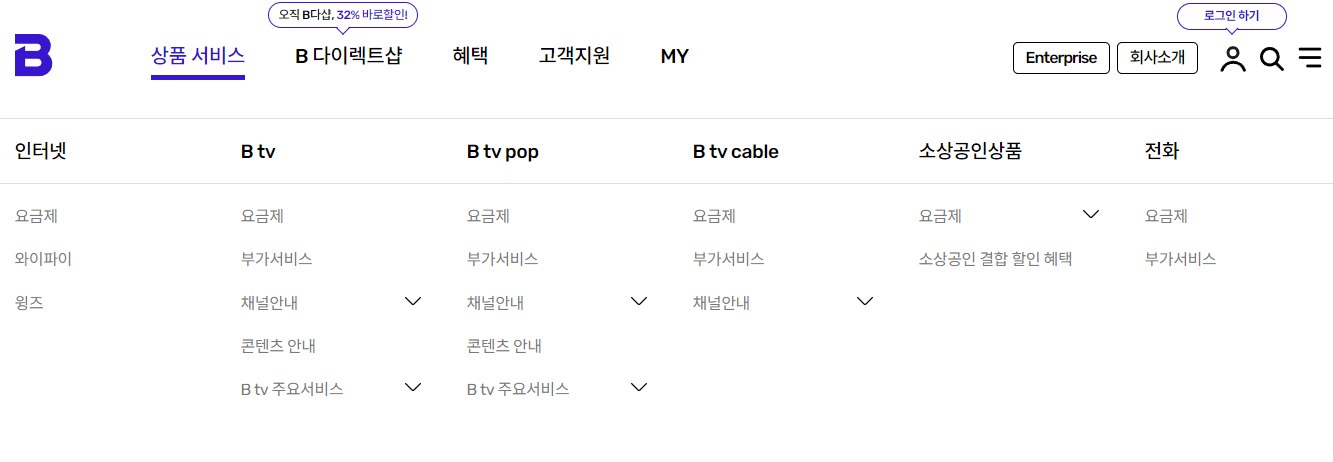 오직 B다샵, 32% 바로할인!
로그인 하기
B 상품 서비스 B 다이렉트샵 혜택 고객지원 MY Enterprise 회사소개
인터넷 B tv B tv pop B tv cable 소상공인상품 전화
요금제 요금제 요금제 요금제 요금제 요금제
와이파이 부가서비스 부가서비스 부가서비스 소상공인 결합 할인 혜택 부가서비스
윙즈 채널안내 채널안내 채널안내
콘텐츠 안내 콘텐츠 안내
B tv 주요서비스 B tv 주요서비스